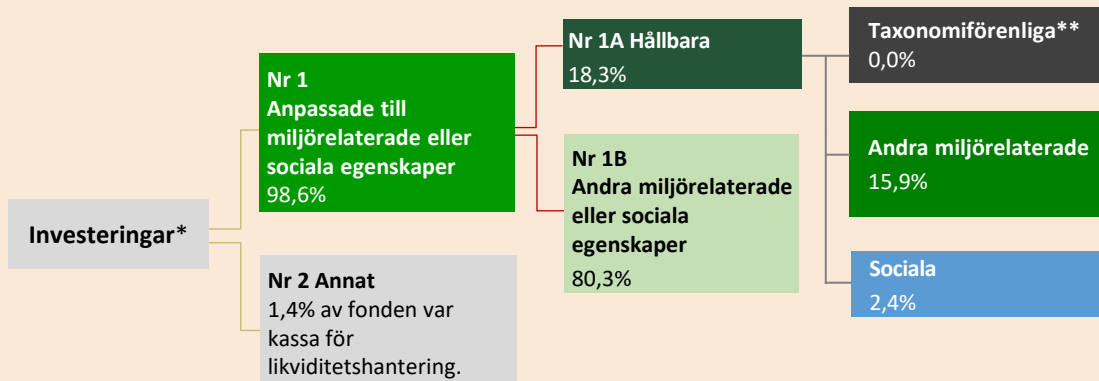 Investeringar*
Nr 1
Anpassade till
miljörelaterade eller
sociala egenskaper
98,6%
Nr 2 Annat
1,4% av fonden var
kassa för
likviditetshantering.
Nr 1A Hållbara
18,3%
Nr 1B
Andra miljörelaterade
eller sociala
egenskaper
80,3%
Taxonomiförenliga**
0,0%
Andra miljörelaterade
15,9%
Sociala
2,4%